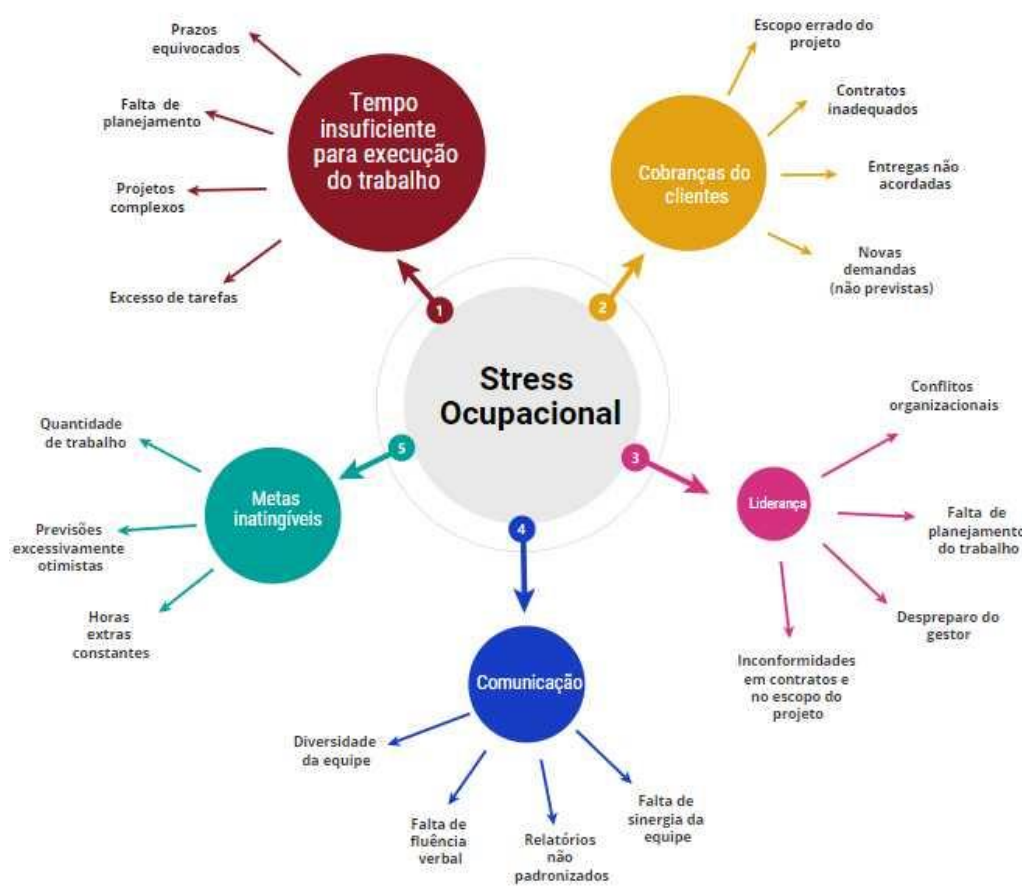 Stress
Ocupacional
1
Tempo
insuficiente
para execução
do trabalho
Prazos
equivocados
Falta de
planejamento
Projetos
complexos
Excesso de tarefas
2
Cobranças do
clientes
Escopo errado do
projeto
Contratos
inadequados
Entregas não
acordadas
Novas
demandas
(não previstas)
3
Liderança
Conflitos
organizacionais
Falta de
planejamento
do trabalho
Despreparo do
gestor
Inconformidades
em contratos e
no escopo do
projeto
4
Comunicação
Diversidade
da equipe
Falta de
fluência
verbal
Relatórios
não
padronizados
Falta de
sinergia da
equipe
5
Metas
inatingíveis
Quantidade
de trabalho
Previsões
excessivamente
otimistas
Horas
extras
constantes